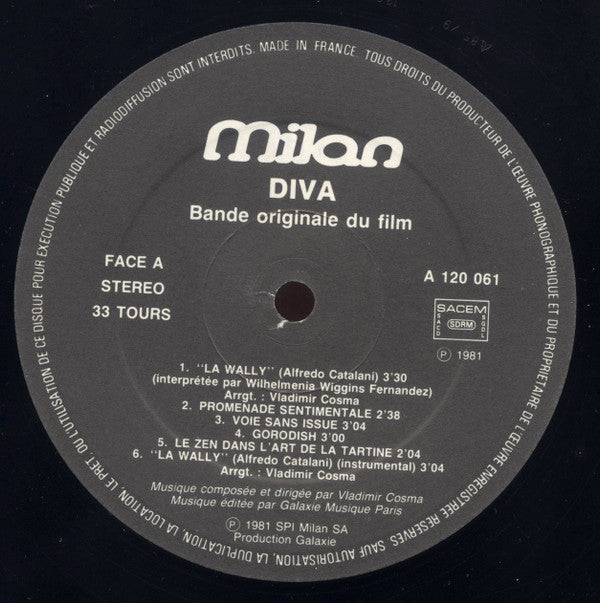 MADE IN FRANCE. TOUS DROITS DU PRODUCTEUR DE L'ŒUVRE PHONOGRAPHIQUE ET DU PROPRIETAIRE DE L'ŒUVRE ENREGISTREE RESERVES. SAUF AUTORISATION, LA DUPLICATION, LA LOCATION, LE PRET OU L'UTILISATION DE CE DISQUE POUR EXECUTION PUBLIQUE ET RADIODIFFUSION SONT INTERDITS.
milan
DIVA
Bande originale du film
FACE A
STEREO
33 TOURS
A 120 061
SACEM
SACD SDRM SGDL
Ⓟ 1981
1. "LA WALLY" (Alfredo Catalani) 3'30
(interprétée par Wilhelmenia Wiggins Fernandez)
Arrgt. : Vladimir Cosma
2. PROMENADE SENTIMENTALE 2'38
3. VOIE SANS ISSUE 3'04
4. GORODISH 3'00
5. LE ZEN DANS L'ART DE LA TARTINE 2'04
6. "LA WALLY" (Alfredo Catalani) (instrumental) 3'04
Arrgt. : Vladimir Cosma
Musique composée et dirigée par Vladimir Cosma
Musique éditée par Galaxie Musique Paris
Ⓟ 1981 SPI Milan SA
Production Galaxie